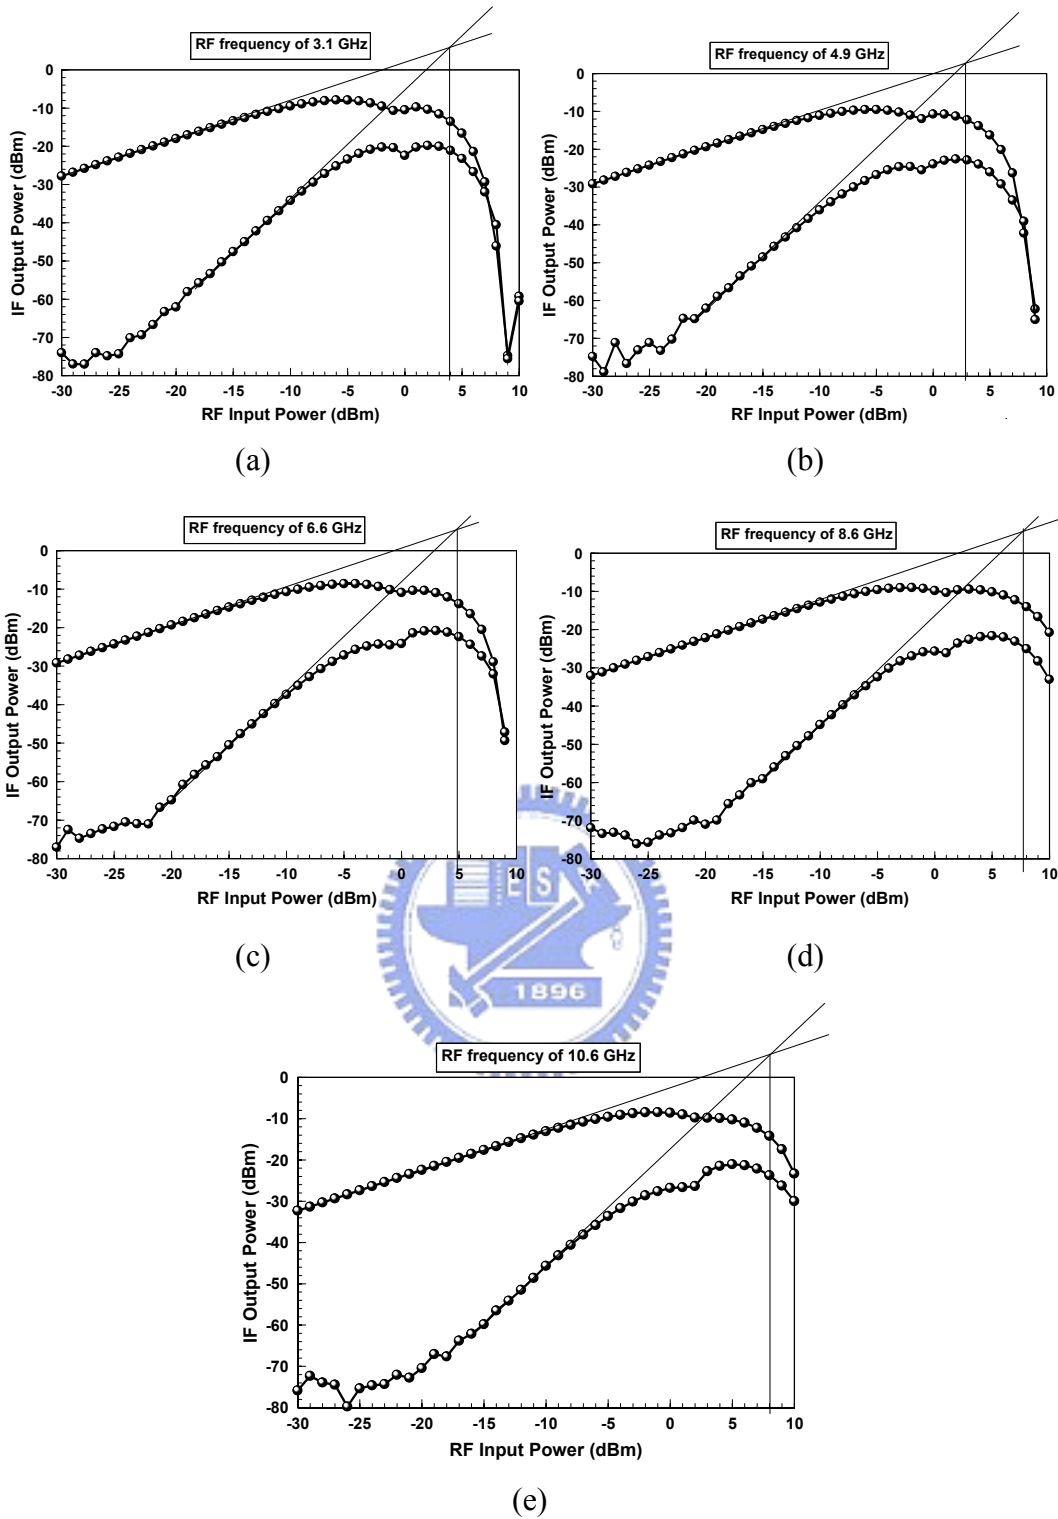 RF frequency of 3.1 GHz
0
-10
-20
-30
-40
-50
-60
-70
-80
IF Output Power (dBm)
-30 -25 -20 -15 -10 -5 0 5 10
RF Input Power (dBm)
(a)
RF frequency of 4.9 GHz
0
-10
-20
-30
-40
-50
-60
-70
-80
IF Output Power (dBm)
-30 -25 -20 -15 -10 -5 0 5 10
RF Input Power (dBm)
(b)
RF frequency of 6.6 GHz
0
-10
-20
-30
-40
-50
-60
-70
-80
IF Output Power (dBm)
-30 -25 -20 -15 -10 -5 0 5 10
RF Input Power (dBm)
(c)
RF frequency of 8.6 GHz
0
-10
-20
-30
-40
-50
-60
-70
-80
IF Output Power (dBm)
-30 -25 -20 -15 -10 -5 0 5 10
RF Input Power (dBm)
(d)
E S
1896
RF frequency of 10.6 GHz
0
-10
-20
-30
-40
-50
-60
-70
-80
IF Output Power (dBm)
-30 -25 -20 -15 -10 -5 0 5 10
RF Input Power (dBm)
(e)